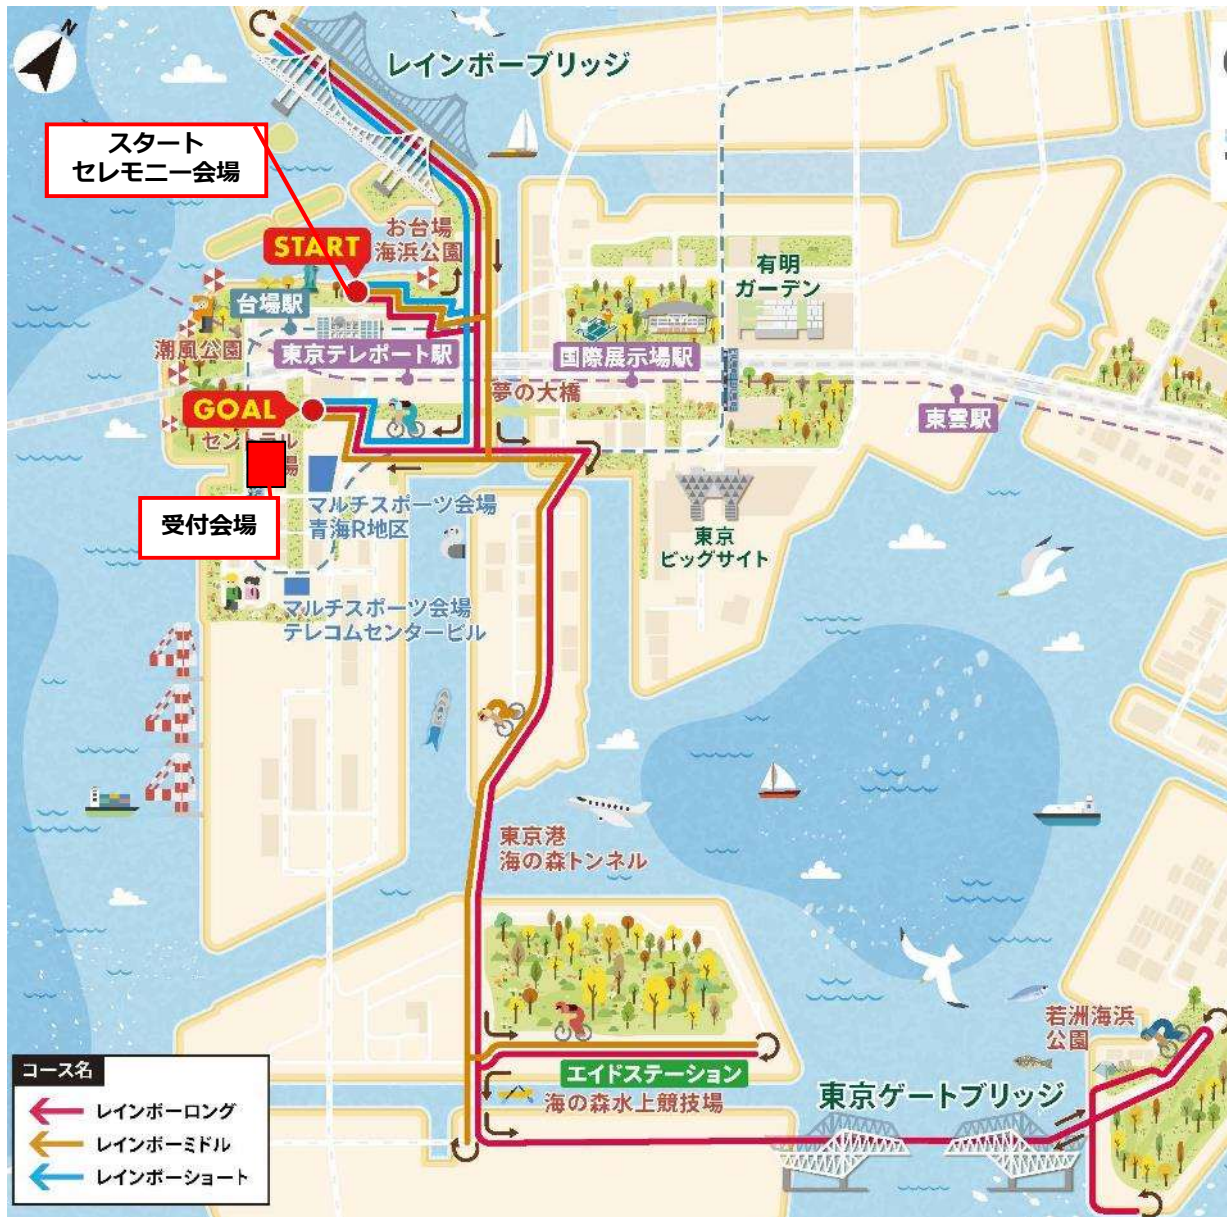 N
レインボーブリッジ
スタート
セレモニー会場
START
お台場
海浜公園
台場駅
潮風公園
東京テレポート駅
有明
ガーデン
国際展示場駅
夢の大橋
東雲駅
GOAL
マルチスポーツ会場
青海R地区
受付会場
東京
ビッグサイト
マルチスポーツ会場
テレコムセンタービル
東京港
海の森トンネル
エイドステーション
海の森水上競技場
若洲海浜
公園
東京ゲートブリッジ
コース名
レインボーロング
レインボーミドル
レインボーショート